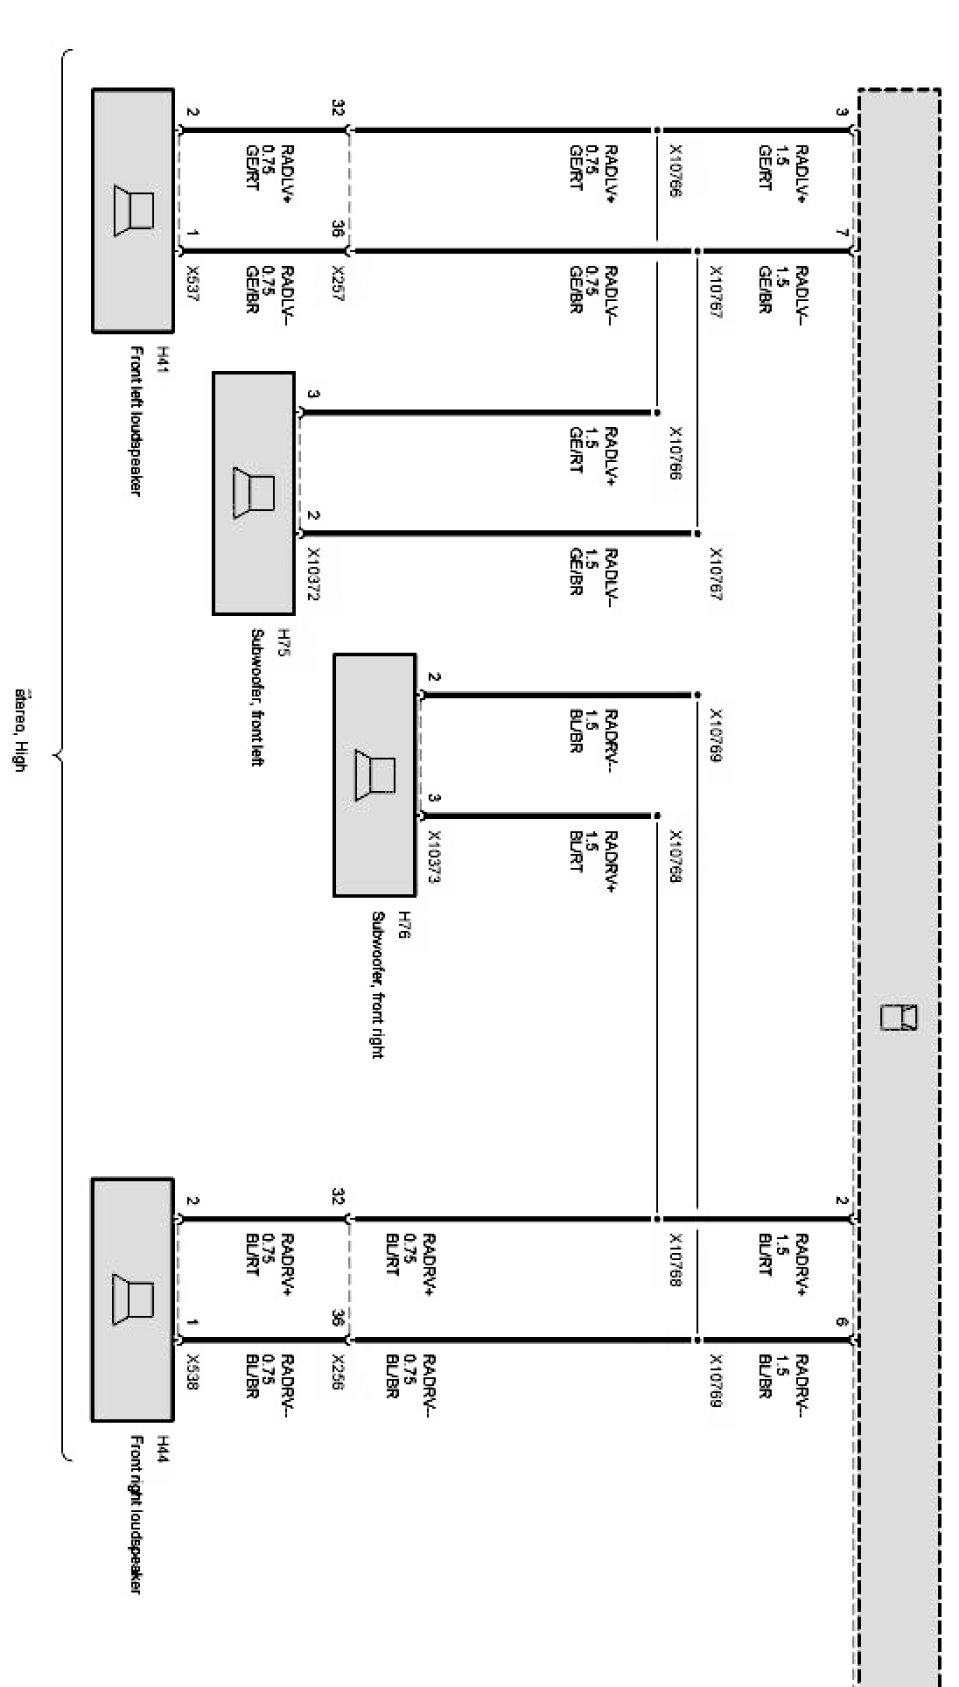 3
RADLV+
1.5
GE/RT
7
RADLV–
1.5
GE/BR
2
RADRV+
1.5
BL/RT
6
RADRV--
1.5
BL/BR
X10766
X10767
X10768
X10769
X10766
X10767
X10769
X10768
RADLV+
0.75
GE/RT
RADLV–
0.75
GE/BR
RADLV+
1.5
GE/RT
RADLV–
1.5
GE/BR
RADRV--
1.5
BL/BR
RADRV+
1.5
BL/RT
RADRV+
0.75
BL/RT
RADRV--
0.75
BL/BR
2
3
X10373
H76
Subwoofer, front right
32
36
X257
3
2
X10372
H75
Subwoofer, front left
32
36
X256
RADLV+
0.75
GE/RT
RADLV–
0.75
GE/BR
RADRV+
0.75
BL/RT
RADRV--
0.75
BL/BR
2
1
X537
H41
Front left loudspeaker
2
1
X538
H44
Front right loudspeaker
stereo, High